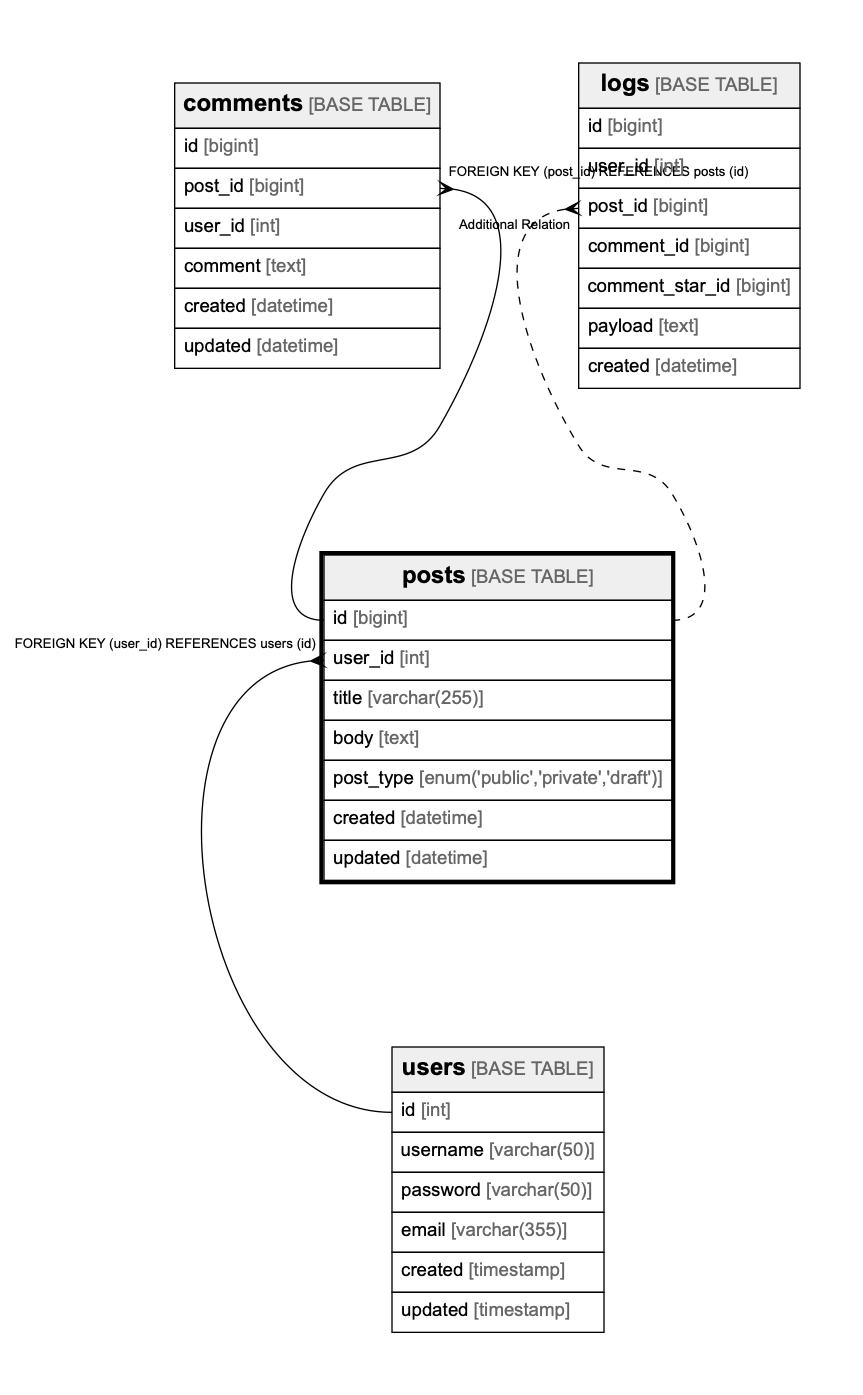 comments [BASE TABLE]
id [bigint]
post_id [bigint]
user_id [int]
comment [text]
created [datetime]
updated [datetime]
logs [BASE TABLE]
id [bigint]
user_id [int]
post_id [bigint]
comment_id [bigint]
comment_star_id [bigint]
payload [text]
created [datetime]
FOREIGN KEY (post_id) REFERENCES posts (id)
Additional Relation
posts [BASE TABLE]
id [bigint]
user_id [int]
title [varchar(255)]
body [text]
post_type [enum('public','private','draft')]
created [datetime]
updated [datetime]
FOREIGN KEY (user_id) REFERENCES users (id)
users [BASE TABLE]
id [int]
username [varchar(50)]
password [varchar(50)]
email [varchar(355)]
created [timestamp]
updated [timestamp]